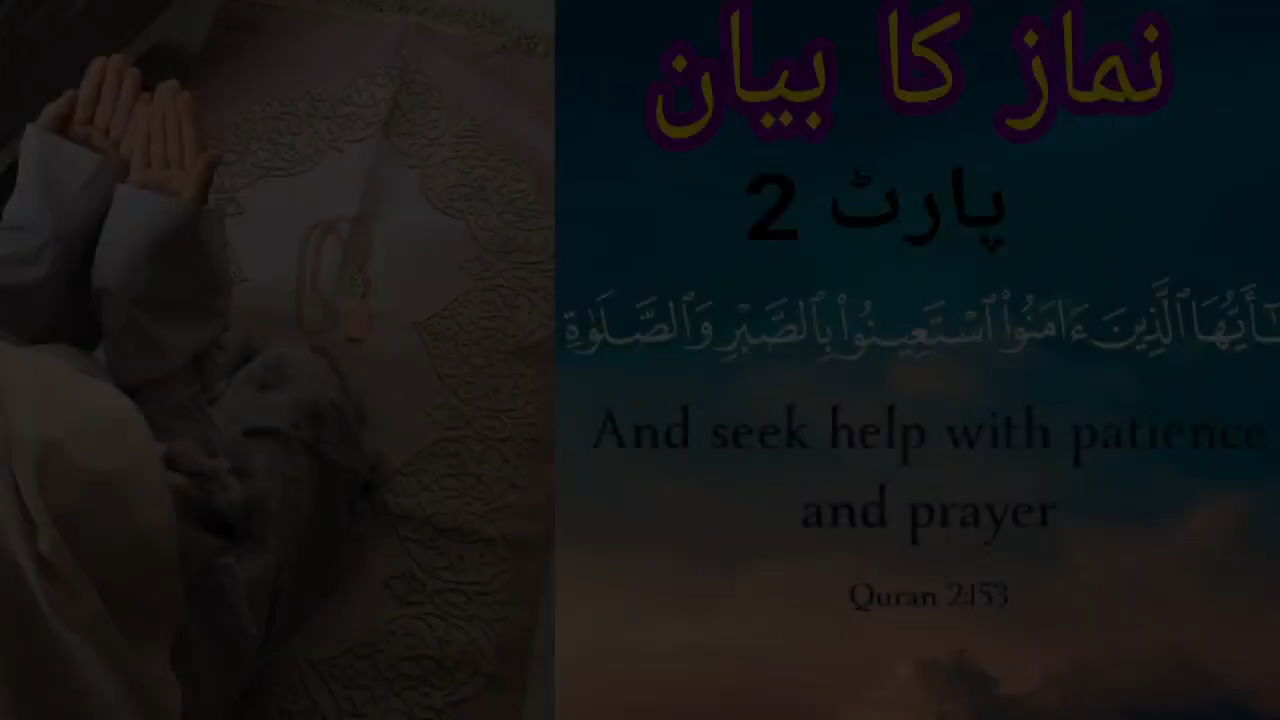 نماز کا بیان
پارٹ 2
يَٰٓأَيُّهَا ٱلَّذِينَ ءَامَنُوا۟ ٱسْتَعِينُوا۟ بِٱلصَّبْرِ وَٱلصَّلَوٰةِ
And seek help with patience
and prayer
Quran 2:153